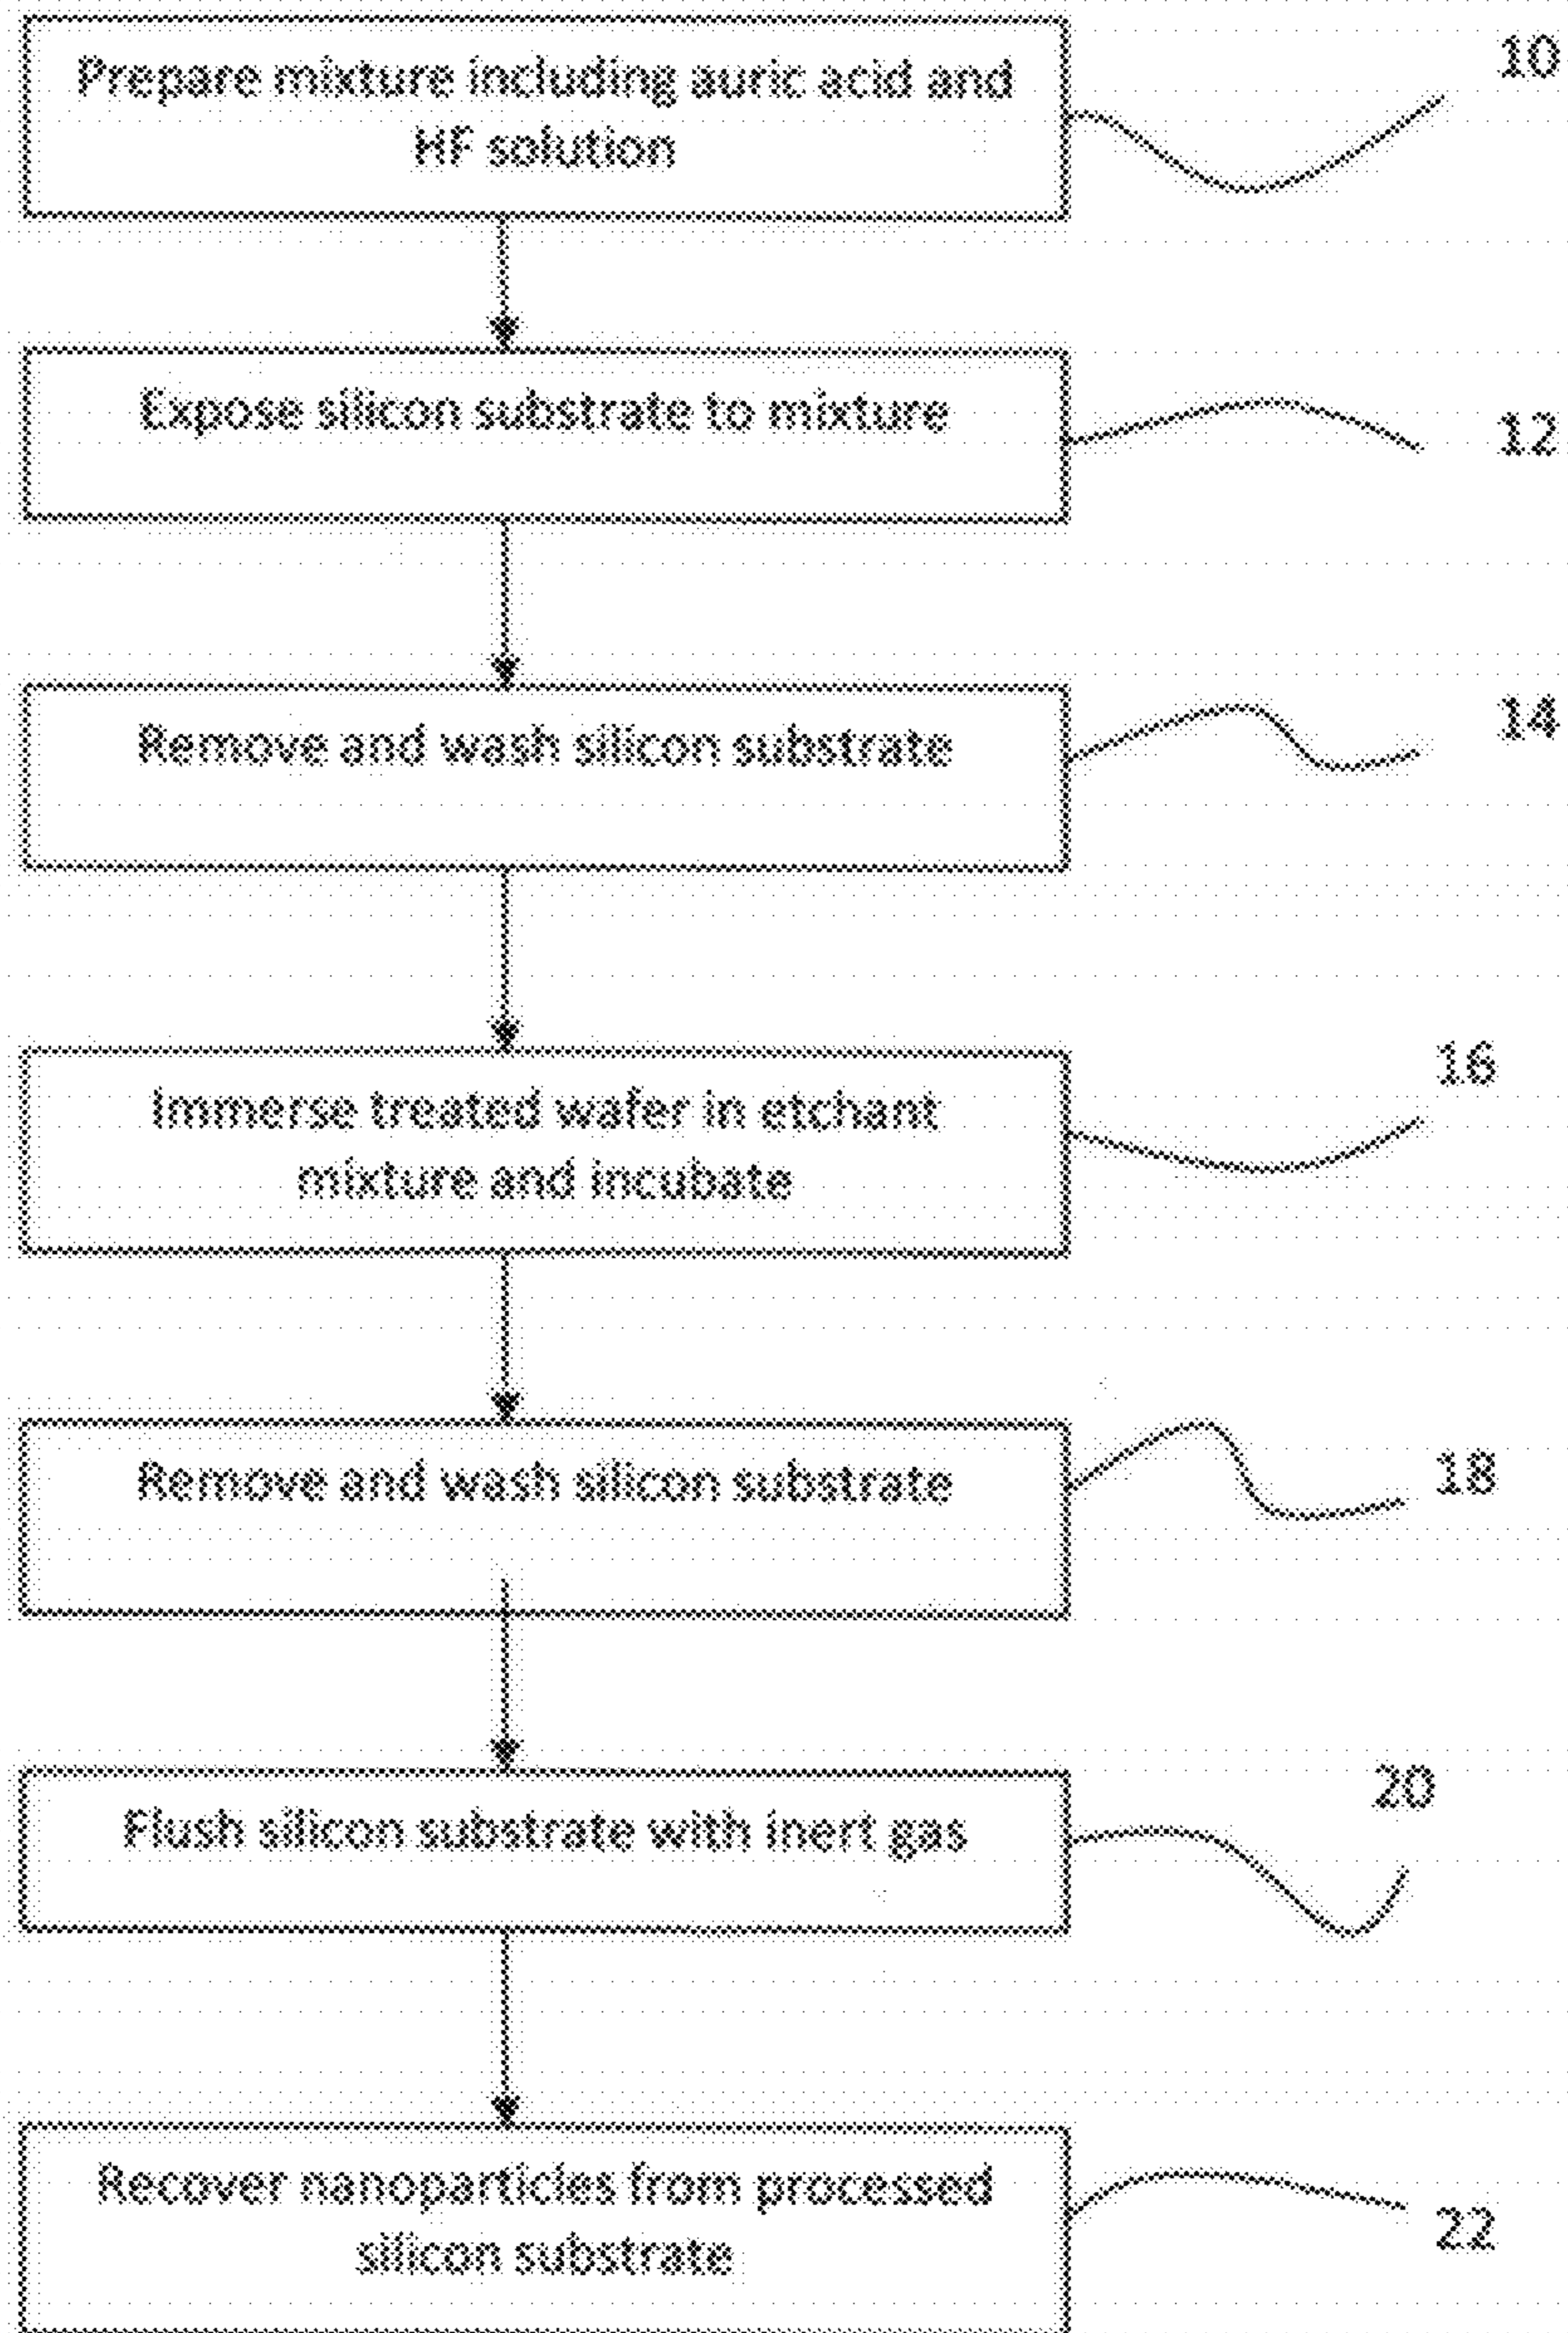 Prepare mixture including auric acid and
HF solution
10
Expose silicon substrate to mixture
12
Remove and wash silicon substrate
14
Immerse treated wafer in etchant
mixture and incubate
16
Remove and wash silicon substrate
18
Flush silicon substrate with inert gas
20
Recover nanoparticles from processed
silicon substrate
22